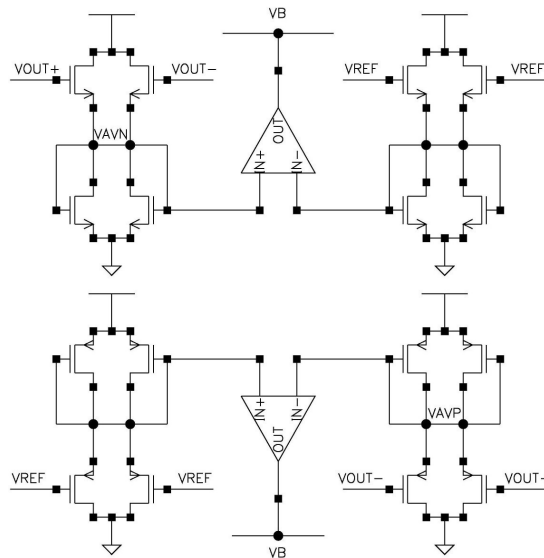 VB
VOUT+
VOUT-
VREF
VREF
OUT
VAVN
IN+
IN-
IN+
IN-
OUT
VAVP
VREF
VREF
VOUT-
VOUT-
VB